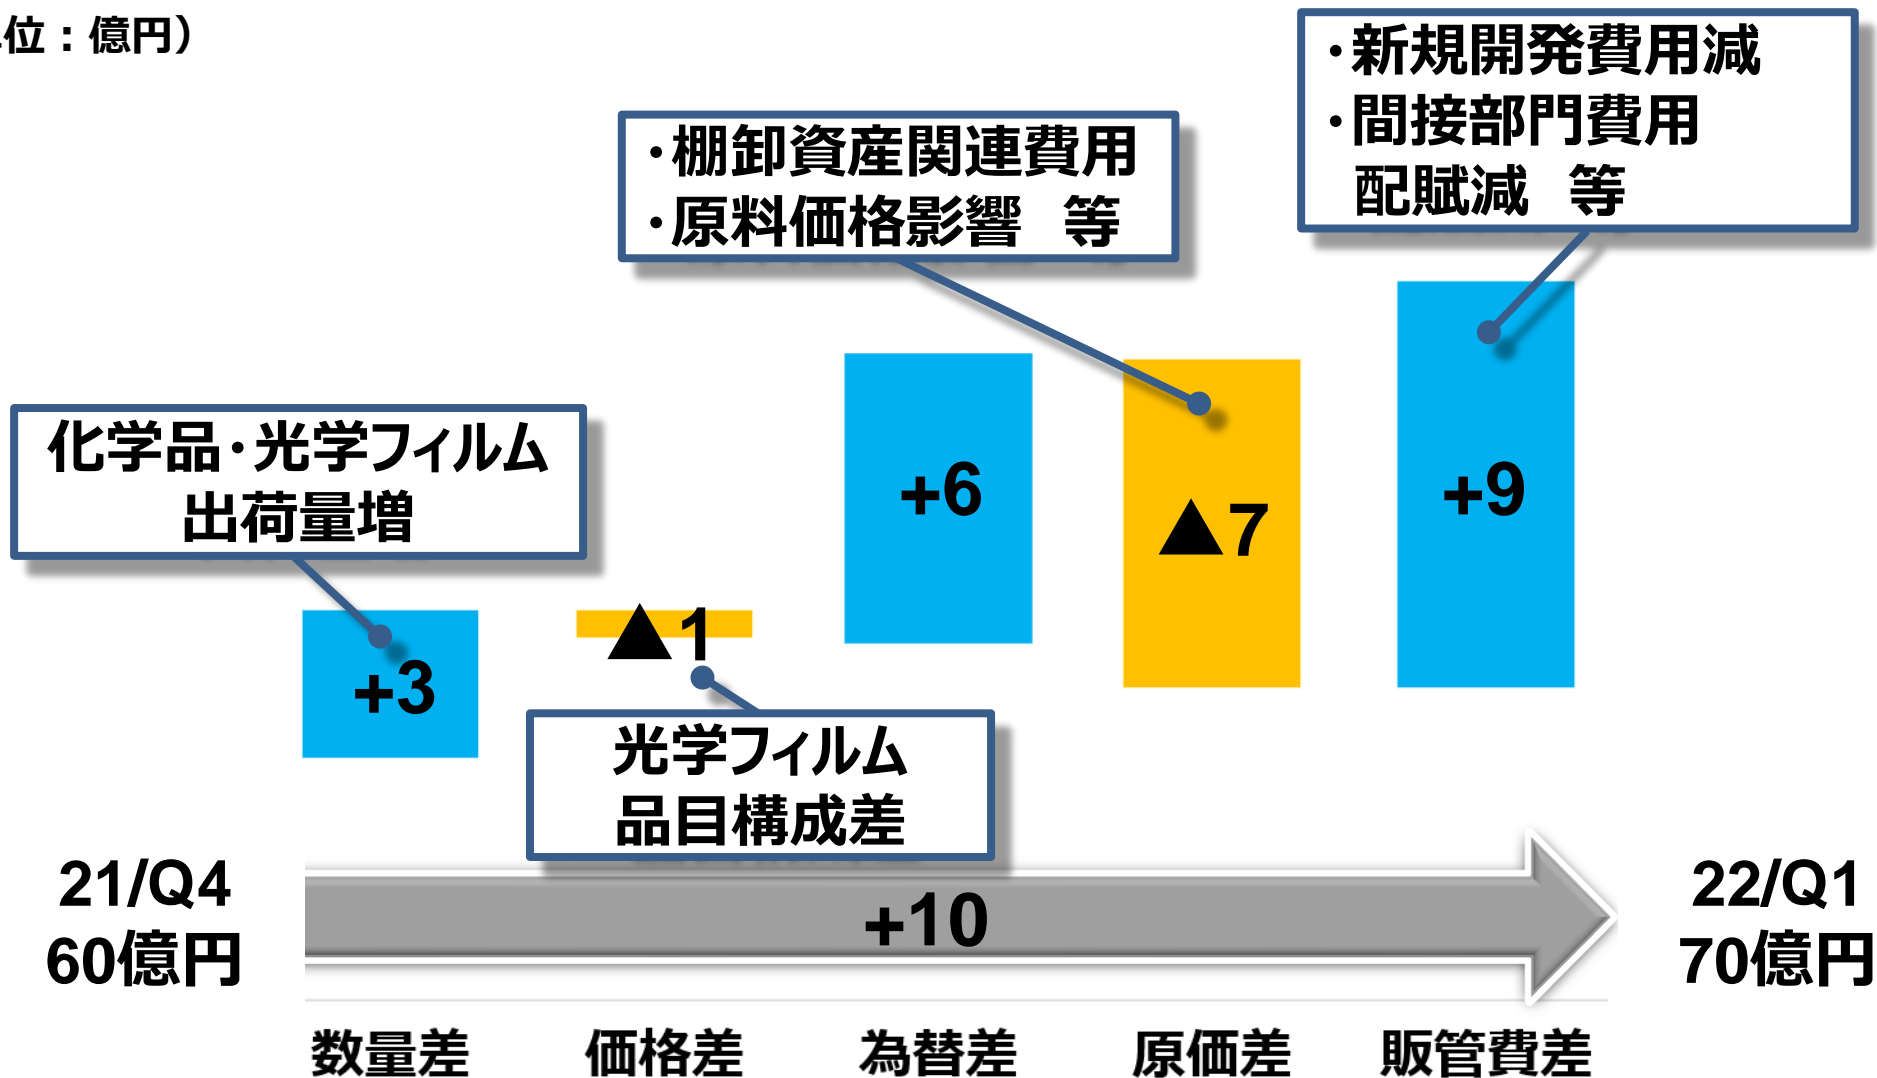 位：億円）
・新規開発費用減
・間接部門費用
配賦減　等
・棚卸資産関連費用
・原料価格影響　等
化学品・光学フィルム
出荷量増
+3
▲1
+6
▲7
+9
光学フィルム
品目構成差
21/Q4
60億円
+10
22/Q1
70億円
数量差
価格差
為替差
原価差
販管費差